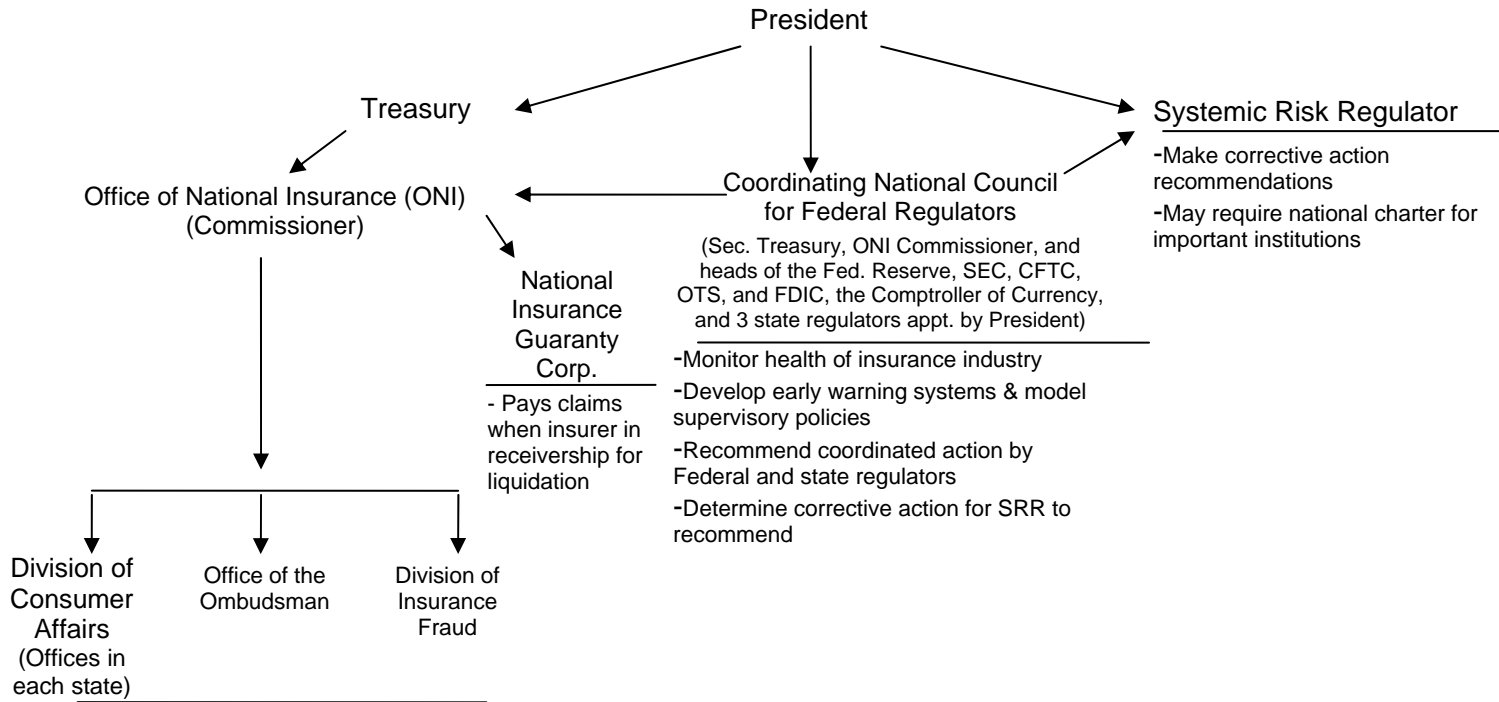 President
Treasury
Systemic Risk Regulator
-Make corrective action
recommendations
-May require national charter for
important institutions
Office of National Insurance (ONI)
(Commissioner)
Coordinating National Council
for Federal Regulators
(Sec. Treasury, ONI Commissioner, and
heads of the Fed. Reserve, SEC, CFTC,
OTS, and FDIC, the Comptroller of Currency,
and 3 state regulators appt. by President)
-Monitor health of insurance industry
-Develop early warning systems & model
supervisory policies
-Recommend coordinated action by
Federal and state regulators
-Determine corrective action for SRR to
recommend
National
Insurance
Guaranty
Corp.
- Pays claims
when insurer in
receivership for
liquidation
Division of
Consumer
Affairs
(Offices in
each state)
Office of the
Ombudsman
Division of
Insurance
Fraud